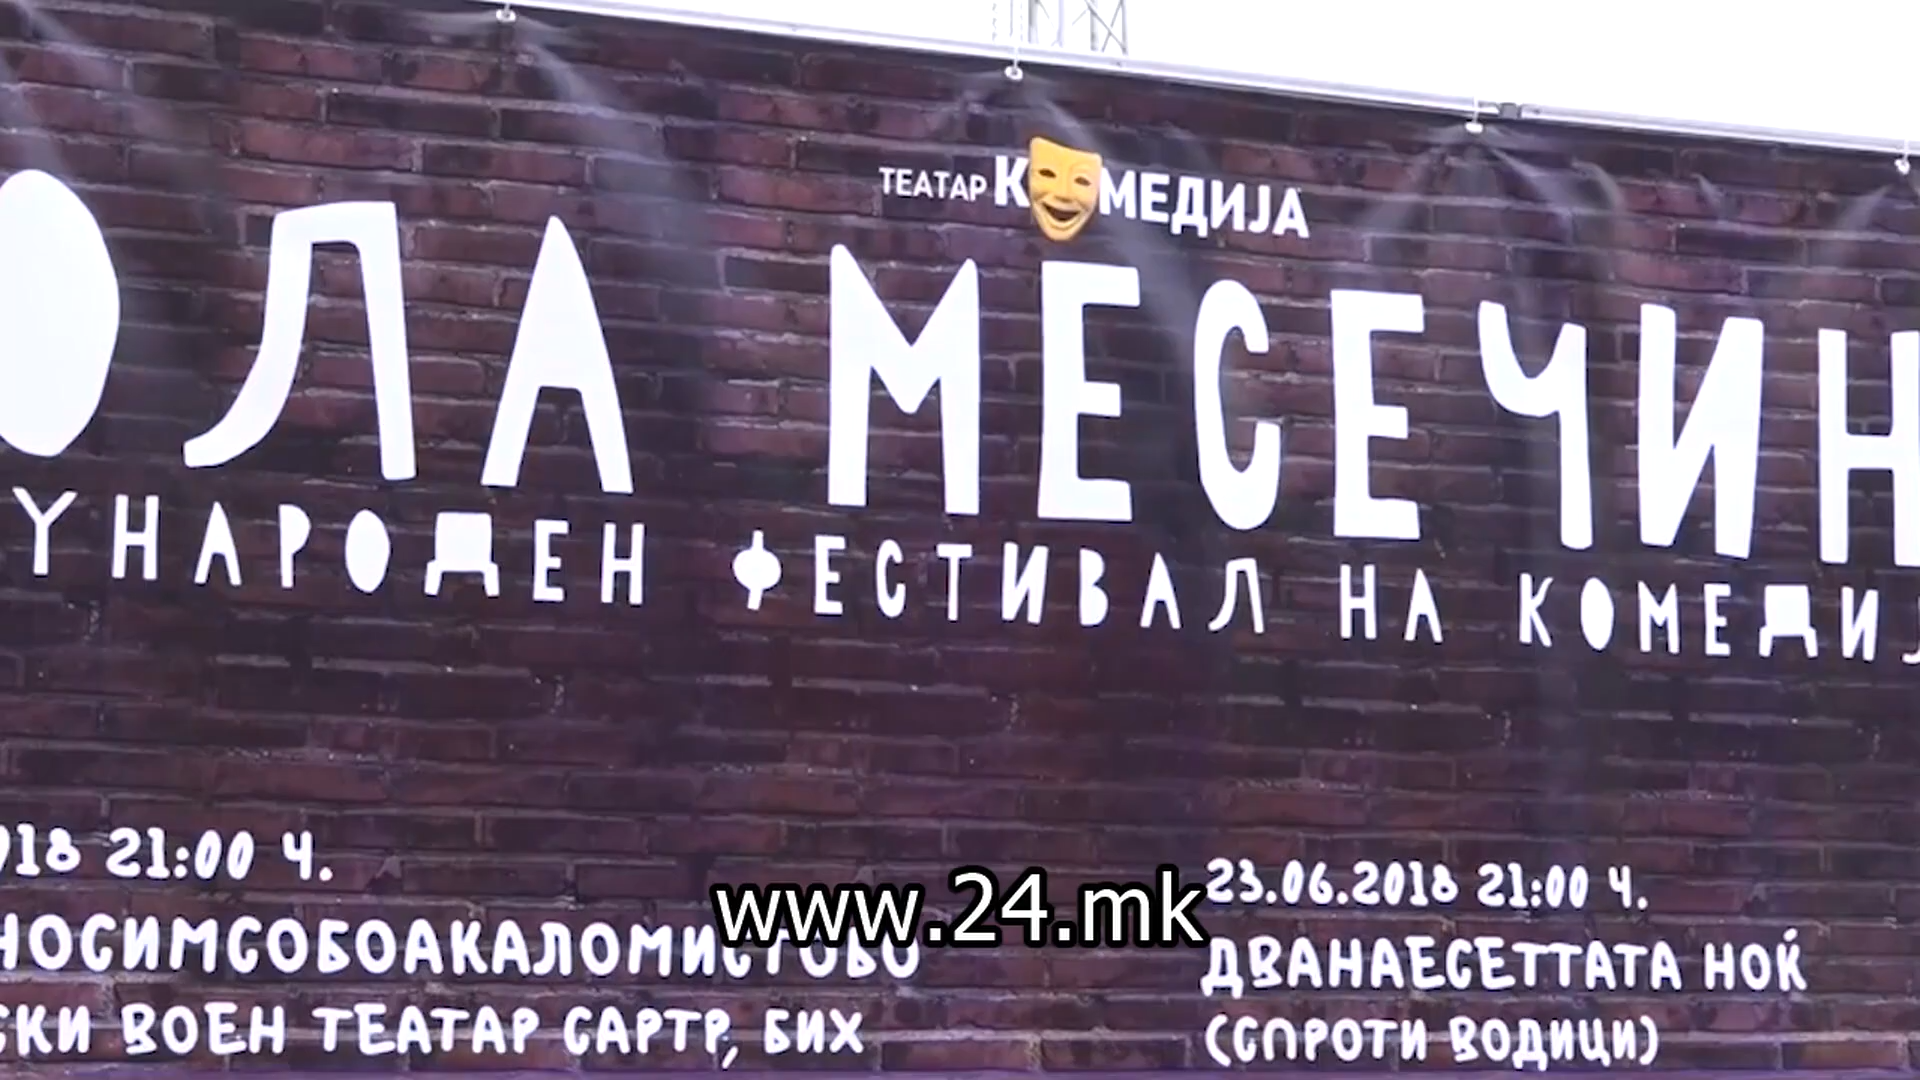 ТЕАТАР КОМЕДИЈА
ОЛА МЕСЕЧИН
УНАРОДЕН ФЕСТИВАЛ НА КОМЕДИЈ
018 21:00 Ч.
НОСИМСОБОАКАЛОМИСТОВО
СКИ ВОЕН ТЕАТАР САРТР, БИХ
www.24.mk
23.06.2018 21:00 Ч.
ДВАНАЕСЕТТАТА НОЌ
(СПРОТИ ВОДИЦИ)